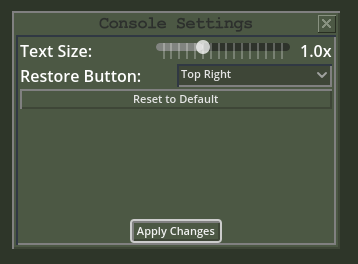 Console Settings
Text Size: 1.0x
Restore Button: Top Right
Reset to Default
Apply Changes